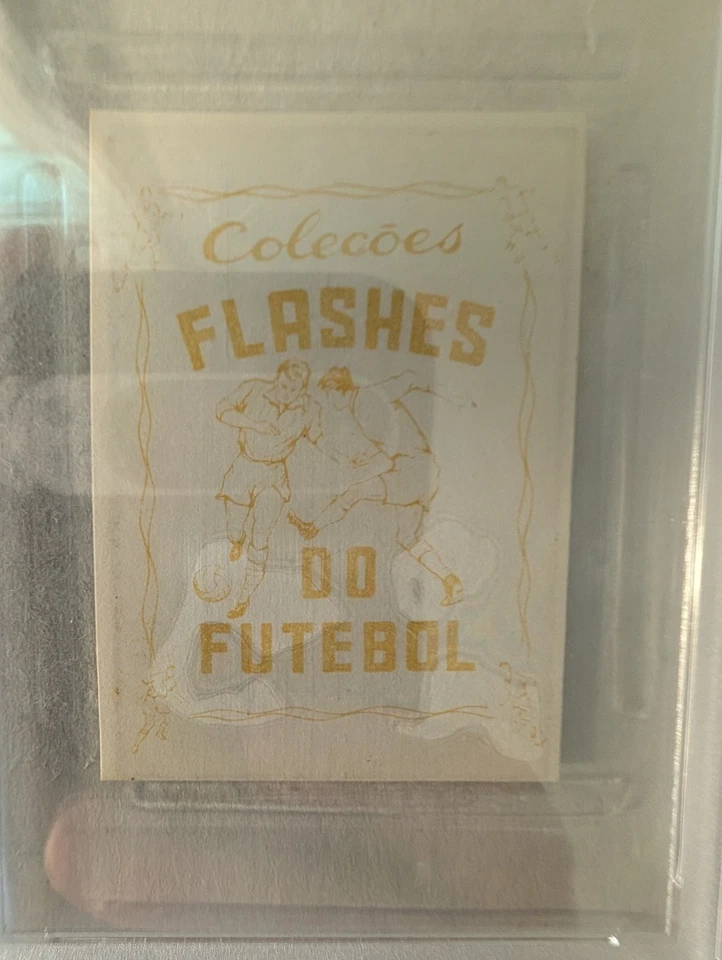 Colecões
FLASHES
DO
FUTEBOL